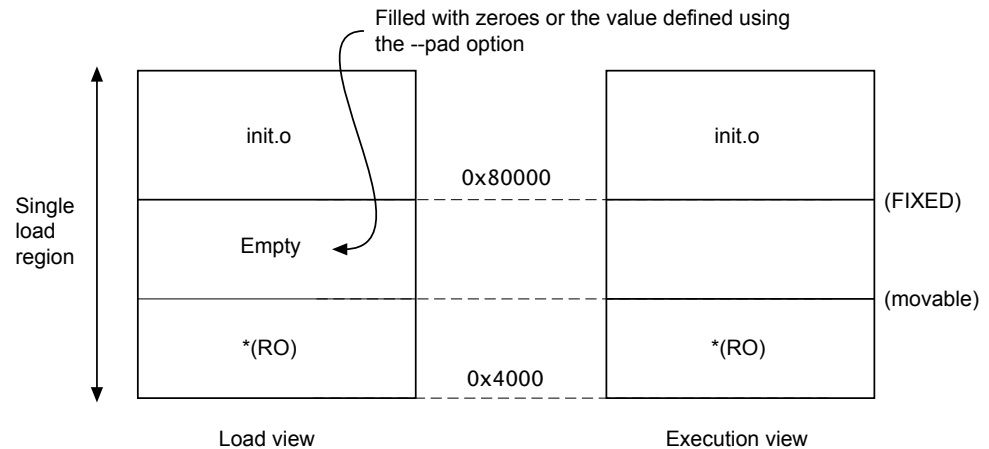 Filled with zeroes or the value defined using
the --pad option
init.o
init.o
0x80000
(FIXED)
Single
load
region
Empty
(movable)
*(RO)
*(RO)
0x4000
Load view
Execution view